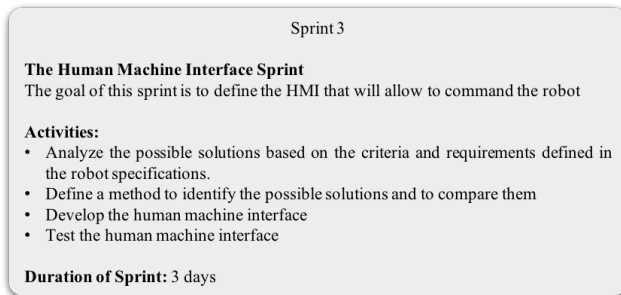 Sprint 3
The Human Machine Interface Sprint
The goal of this sprint is to define the HMI that will allow to command the robot
Activities:
• Analyze the possible solutions based on the criteria and requirements defined in
the robot specifications.
• Define a method to identify the possible solutions and to compare them
• Develop the human machine interface
• Test the human machine interface
Duration of Sprint: 3 days